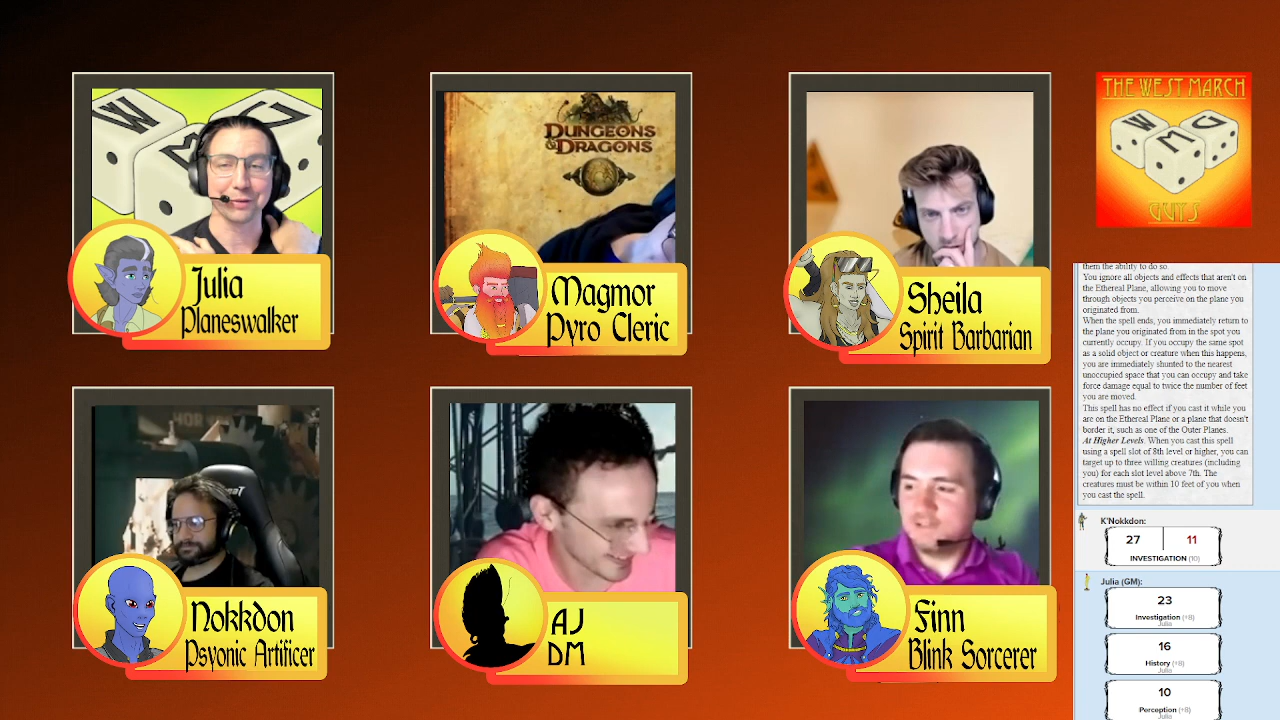 W
M
G
Julia
Planeswalker
DUNGEONS
& DRAGONS
Magmor
Pyro Cleric
Sheila
Spirit Barbarian
THE WEST MARCH
W
M
G
GUYS
Nokkdon
Psyonic Artificer
AJ
DM
Finn
Blink Sorcerer
them the ability to do so.
You ignore all objects and effects that aren't on
the Ethereal Plane, allowing you to move
through objects you perceive on the plane you
originated from.
When the spell ends, you immediately return to
the plane you originated from in the spot you
currently occupy. If you occupy the same spot
as a solid object or creature when this happens,
you are immediately shunted to the nearest
unoccupied space that you can occupy and take
force damage equal to twice the number of feet
you are moved.
This spell has no effect if you cast it while you
are on the Ethereal Plane or a plane that doesn't
border it, such as one of the Outer Planes.
At Higher Levels. When you cast this spell
using a spell slot of 8th level or higher, you can
target up to three willing creatures (including
you) for each slot level above 7th. The
creatures must be within 10 feet of you when
you cast the spell.
K'Nokkdon:
27 11
INVESTIGATION (10)
Julia (GM):
23
Investigation (+8)
Julia
16
History (+8)
Julia
10
Perception (+8)
Julia